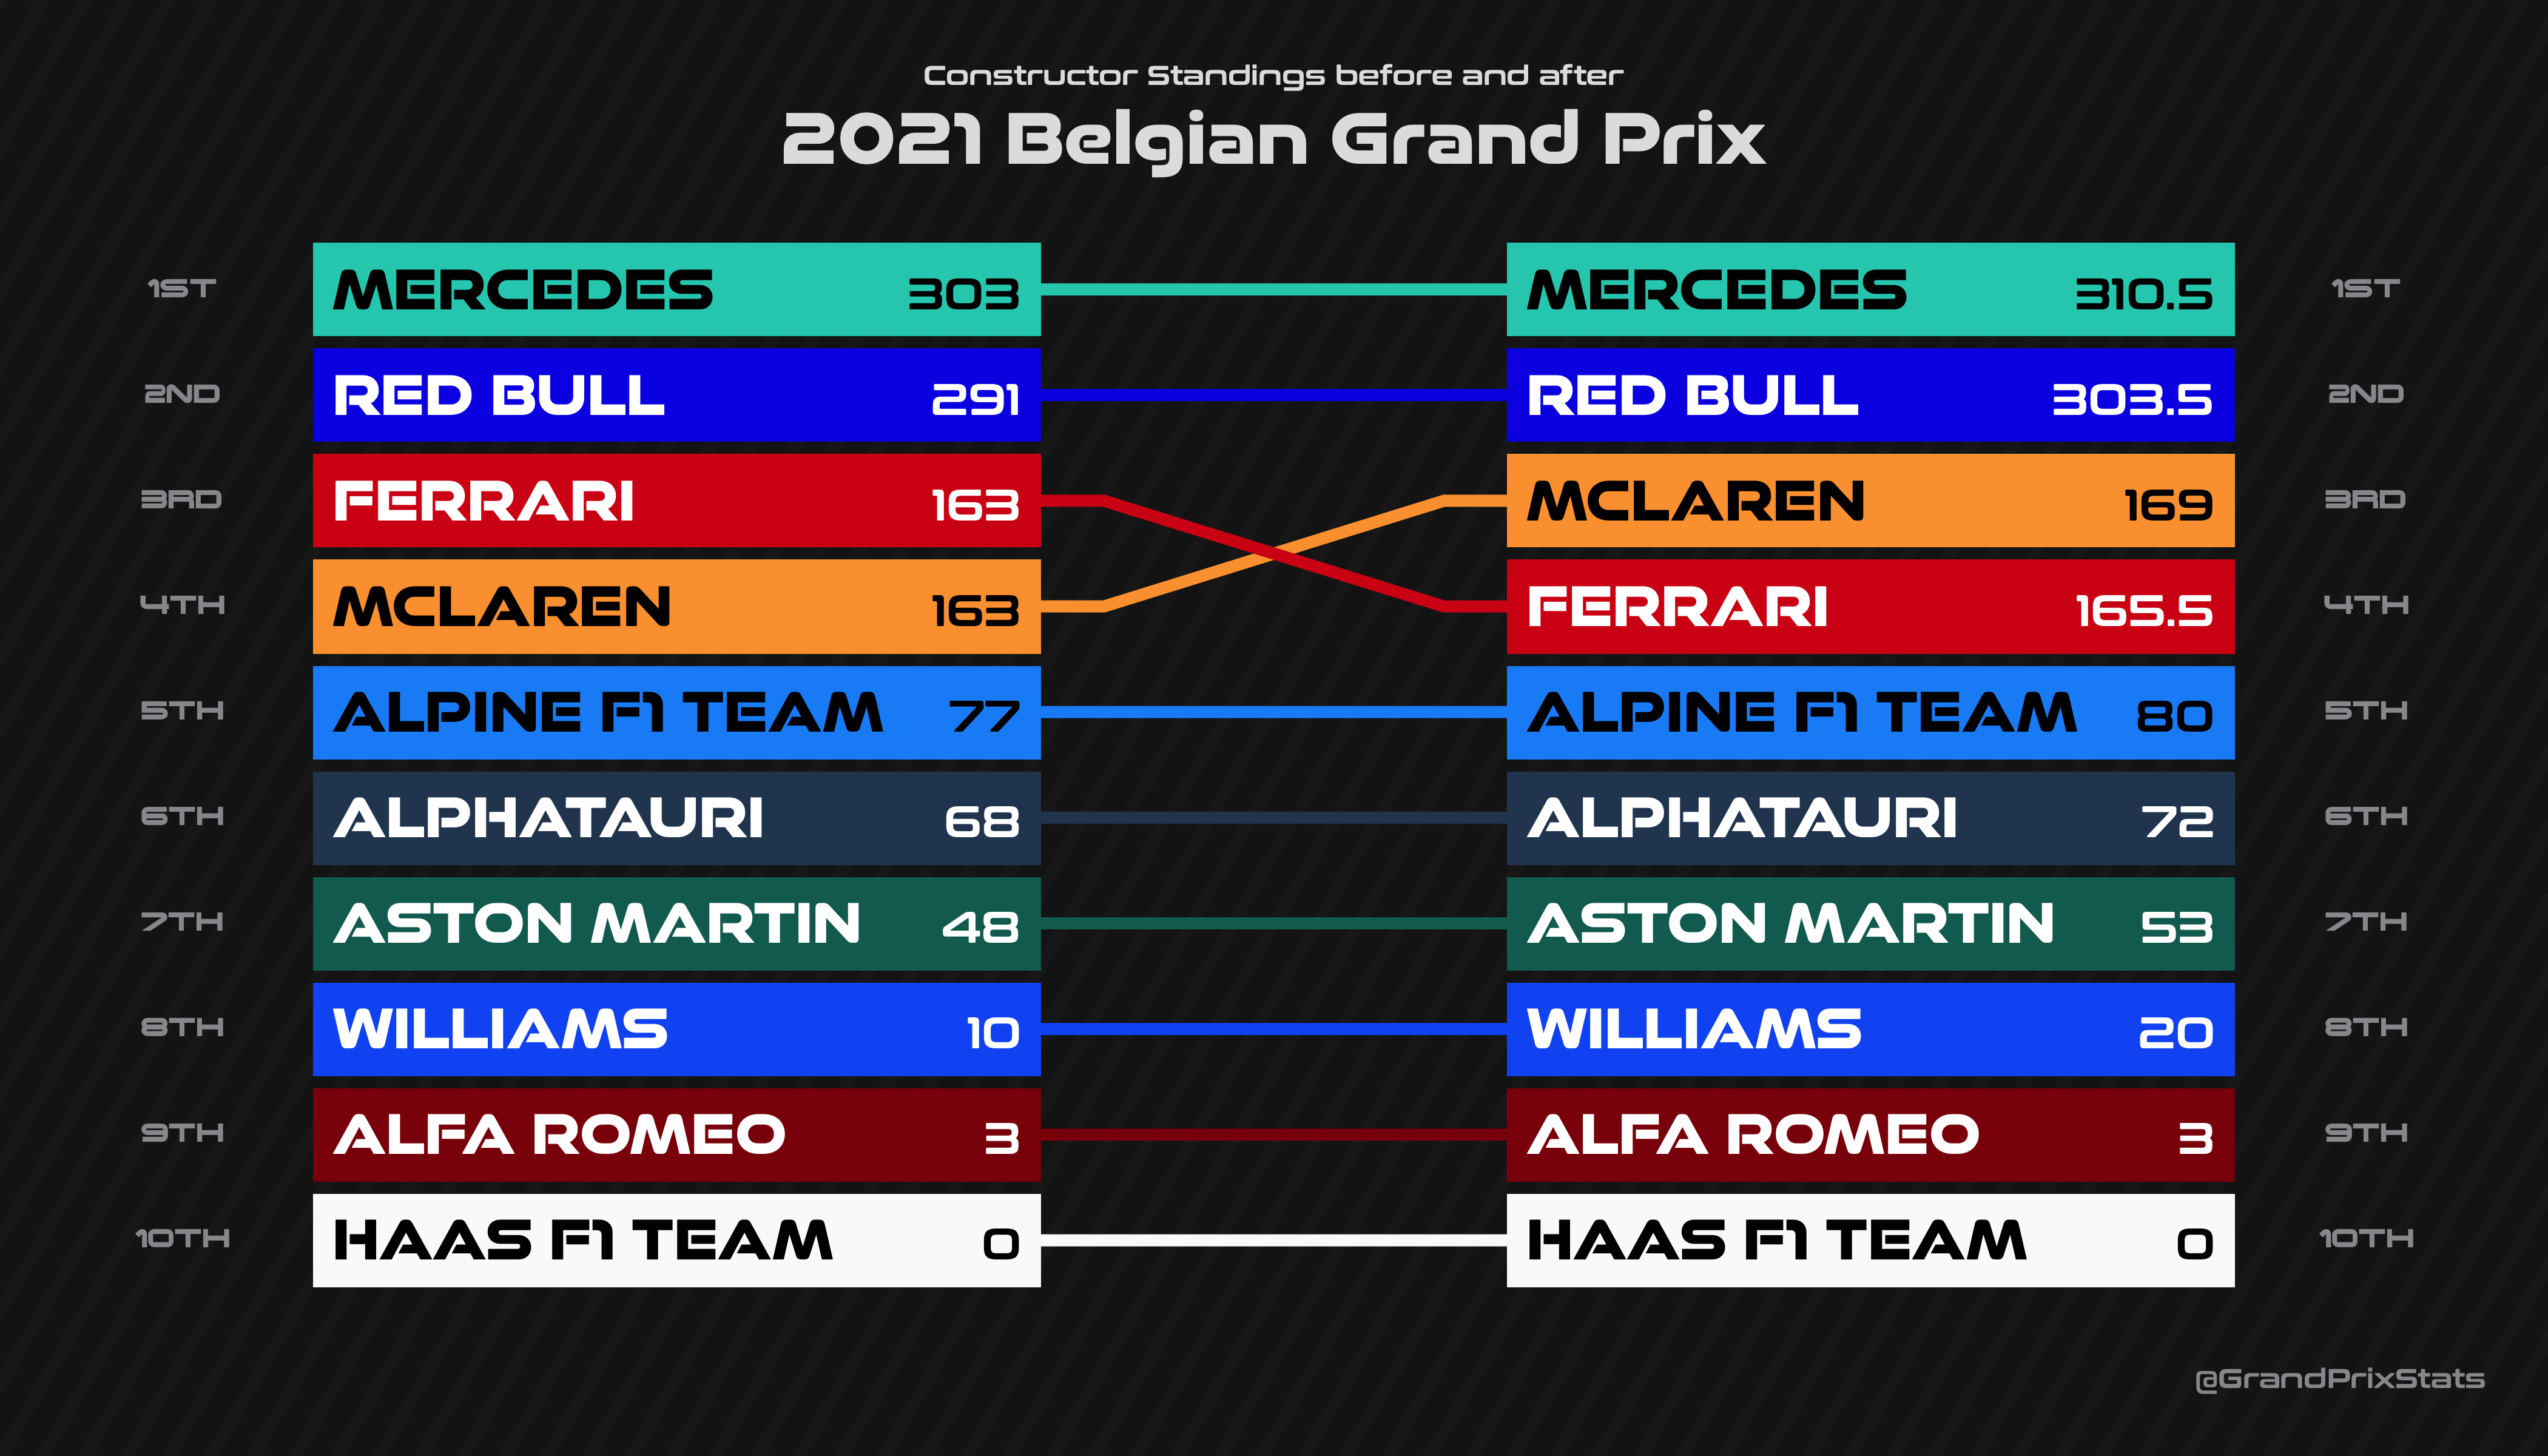 Constructor Standings before and after
2021 Belgian Grand Prix
1ST MERCEDES 303 MERCEDES 310.5 1ST
2ND RED BULL 291 RED BULL 303.5 2ND
3RD FERRARI 163 MCLAREN 169 3RD
4TH MCLAREN 163 FERRARI 165.5 4TH
5TH ALPINE F1 TEAM 77 ALPINE F1 TEAM 80 5TH
6TH ALPHATAURI 68 ALPHATAURI 72 6TH
7TH ASTON MARTIN 48 ASTON MARTIN 53 7TH
8TH WILLIAMS 10 WILLIAMS 20 8TH
9TH ALFA ROMEO 3 ALFA ROMEO 3 9TH
10TH HAAS F1 TEAM 0 HAAS F1 TEAM 0 10TH
@GrandPrixStats